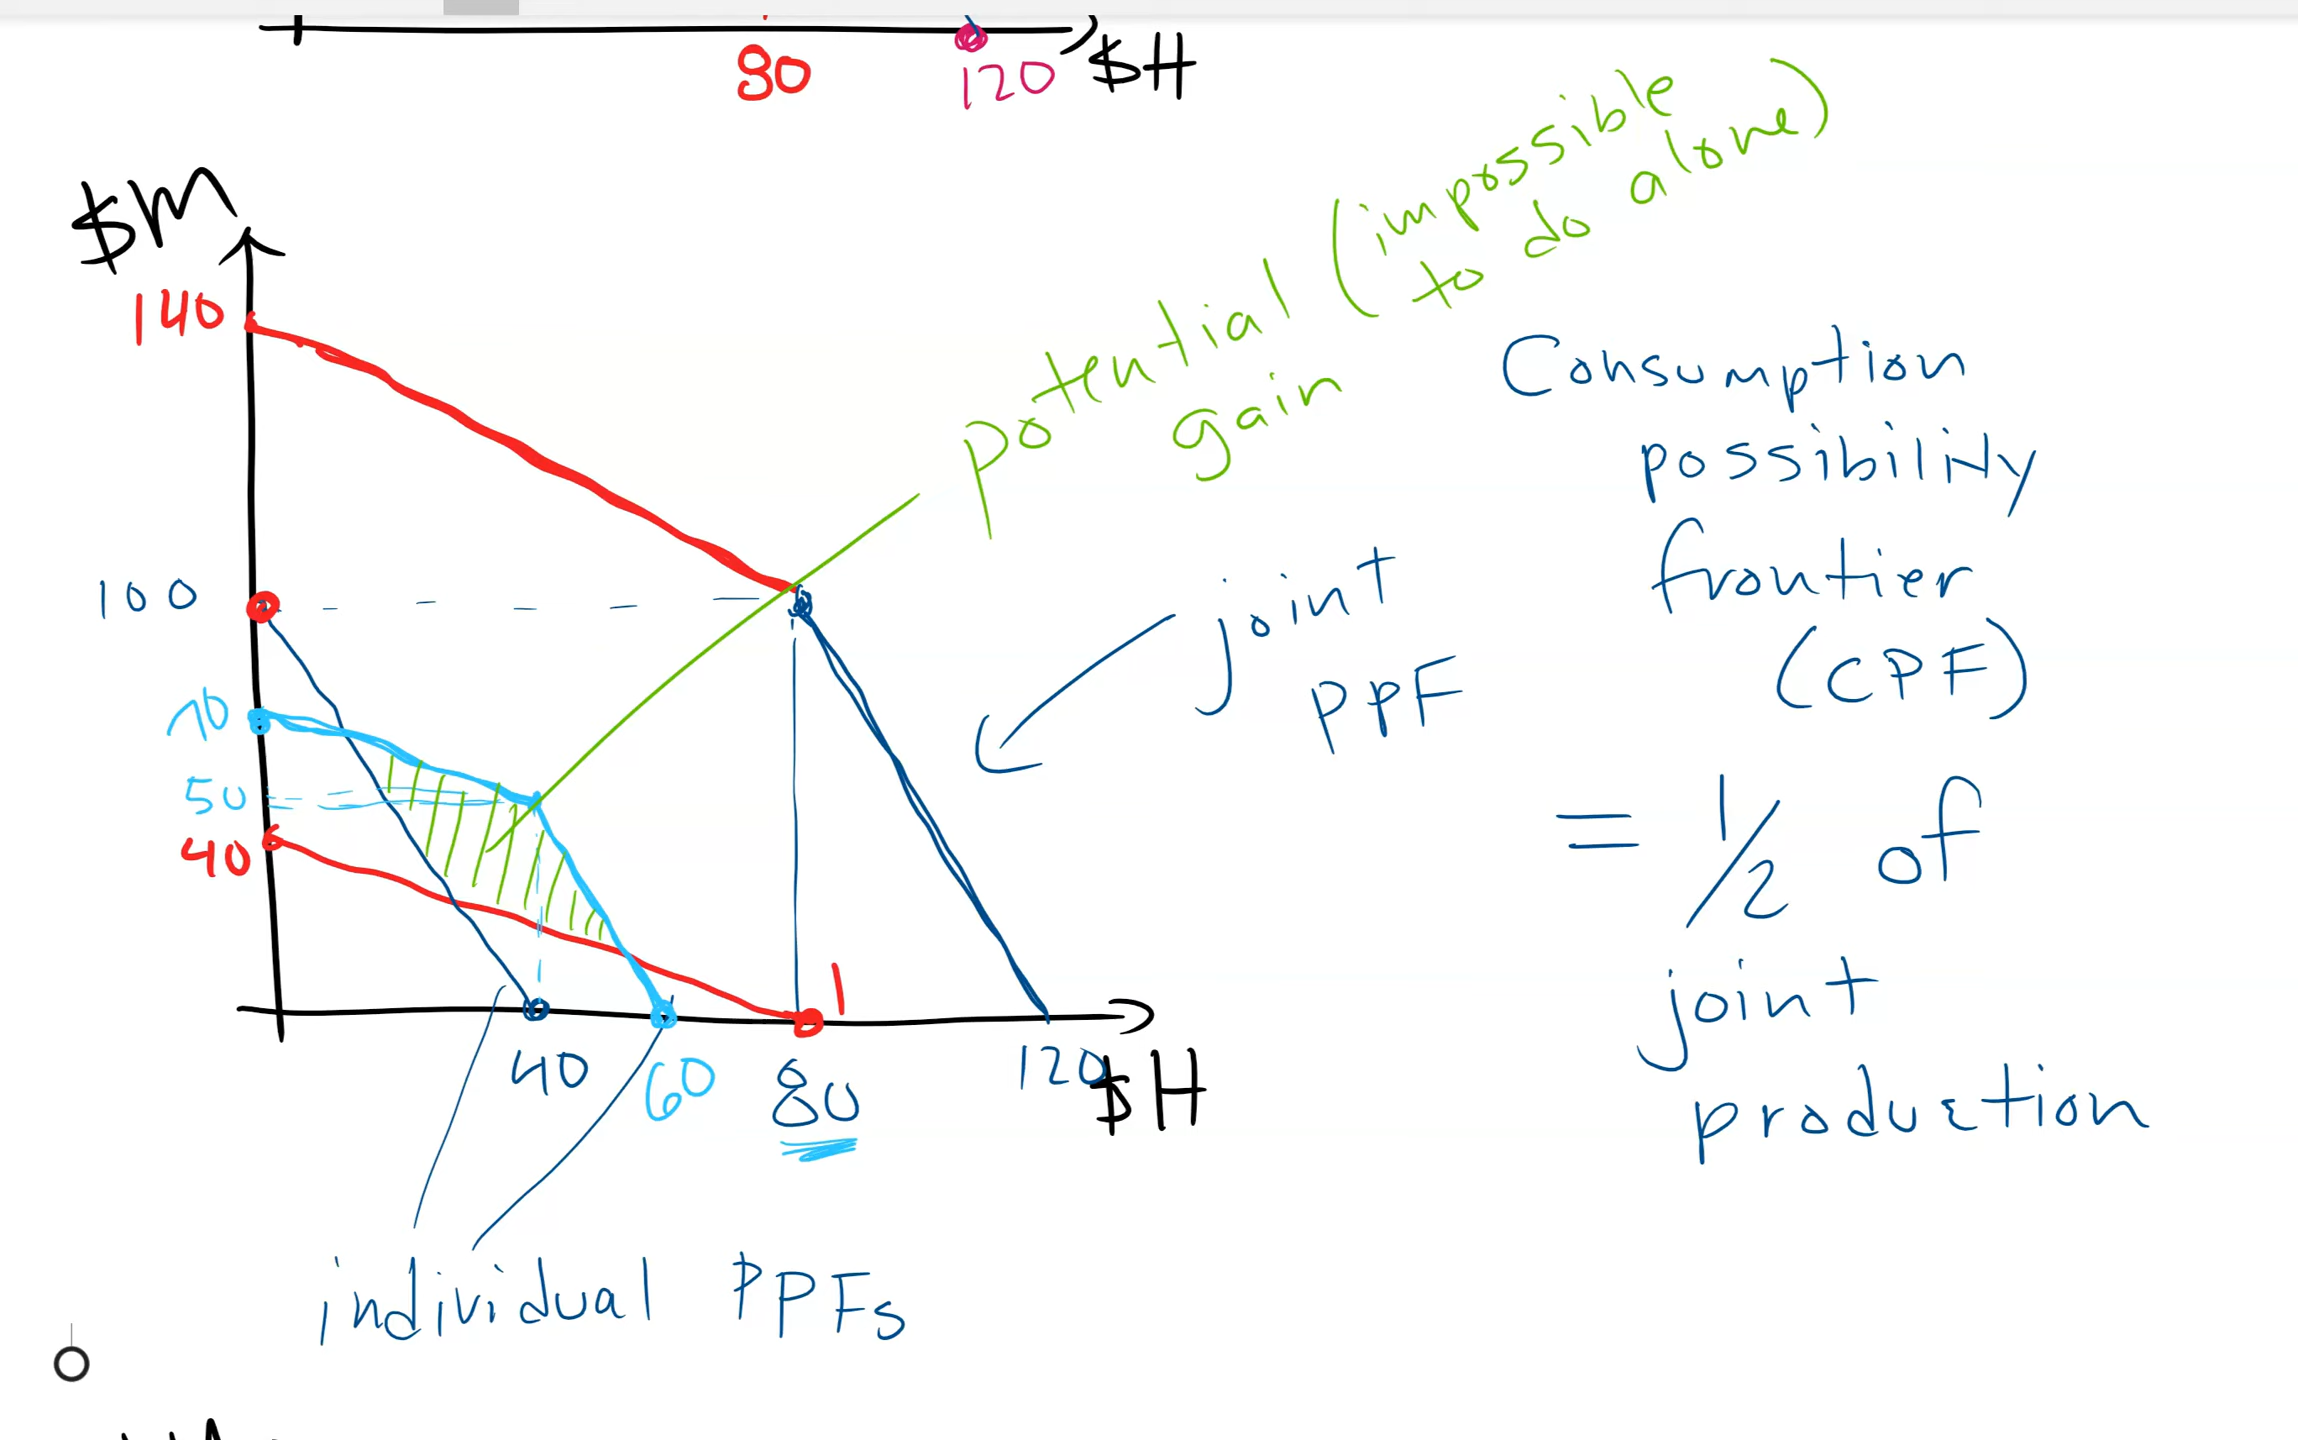 80
120 $H
$M
140
potential (impossible
to do alone)
gain
Consumption
possibility
frontier
(CPF)
= 1/2 of
joint
production
100
joint
PPF
70
50
40
1
40
60
80
120
$H
individual PPFs